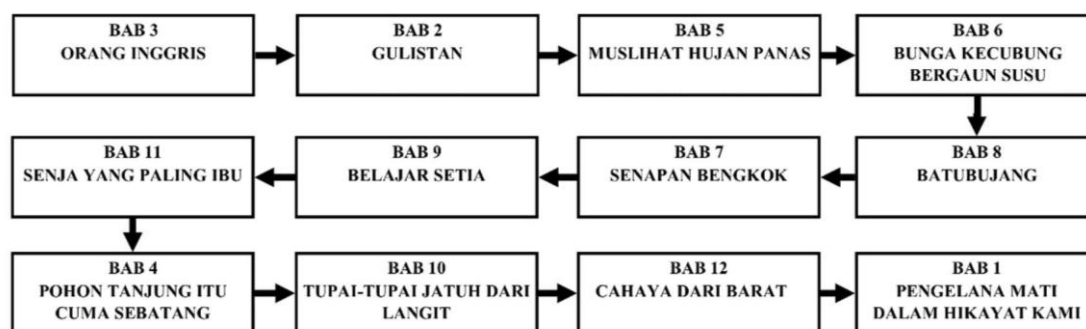 BAB 3
ORANG INGGRIS
BAB 2
GULISTAN
BAB 5
MUSLIHAT HUJAN PANAS
BAB 6
BUNGA KECUBUNG
BERGAUN SUSU
BAB 11
SENJA YANG PALING IBU
BAB 9
BELAJAR SETIA
BAB 7
SENAPAN BENGKOK
BAB 8
BATUBUJANG
BAB 4
POHON TANJUNG ITU
CUMA SEBATANG
BAB 10
TUPAI-TUPAI JATUH DARI
LANGIT
BAB 12
CAHAYA DARI BARAT
BAB 1
PENGELANA MATI
DALAM HIKAYAT KAMI